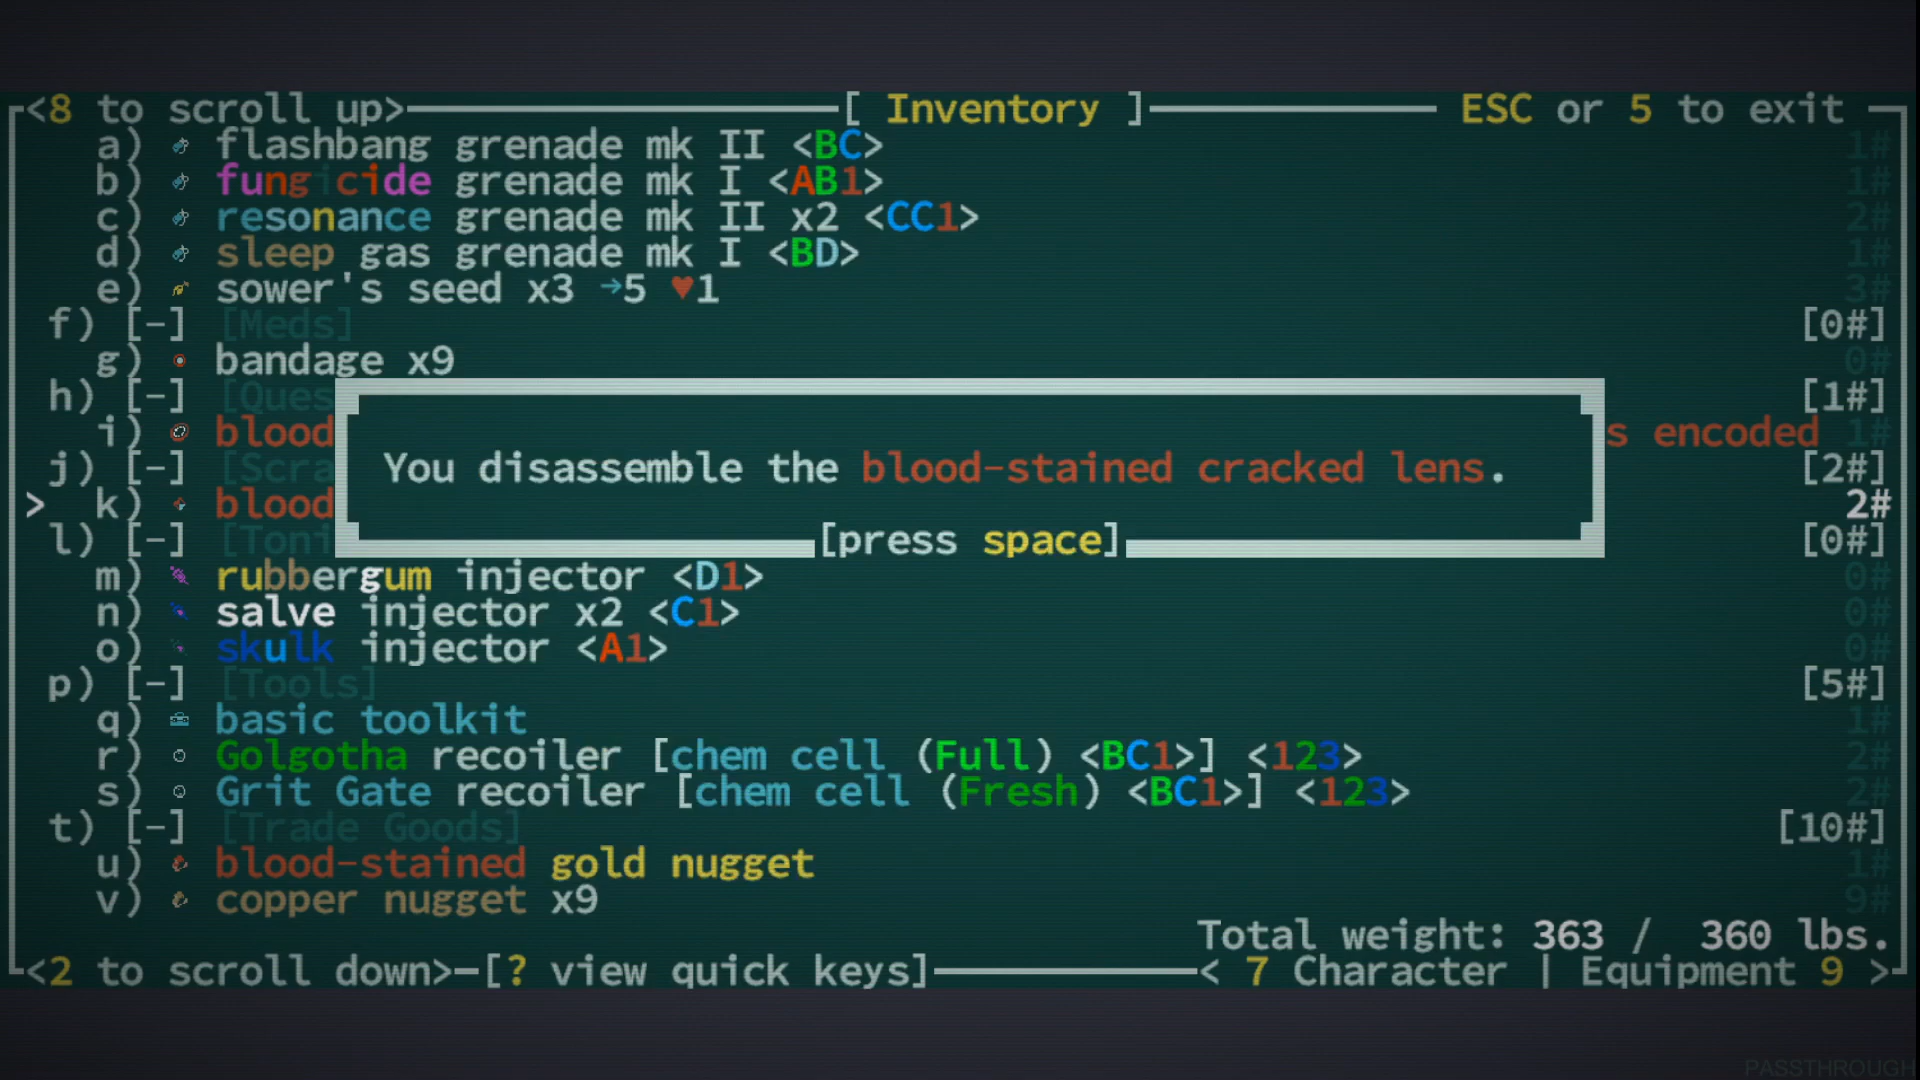 <8 to scroll up> [ Inventory ] ESC or 5 to exit
a) flashbang grenade mk II <BC> 1#
b) fungicide grenade mk I <AB1> 1#
c) resonance grenade mk II x2 <CC1> 2#
d) sleep gas grenade mk I <BD> 1#
e) sower's seed x3 →5 ♥1 3#
f) [-] [Meds] [0#]
g) bandage x9 0#
h) [-] [Ques [1#]
i) blood s encoded 1#
j) [-] [Scra [2#]
You disassemble the blood-stained cracked lens.
> k) blood 2#
l) [-] [Toni [0#]
[press space]
m) rubbergum injector <D1> 0#
n) salve injector x2 <C1> 0#
o) skulk injector <A1> 0#
p) [-] [Tools] [5#]
q) basic toolkit 1#
r) Golgotha recoiler [chem cell (Full) <BC1>] <123> 2#
s) Grit Gate recoiler [chem cell (Fresh) <BC1>] <123> 2#
t) [-] [Trade Goods] [10#]
u) blood-stained gold nugget 1#
v) copper nugget x9 9#
Total weight: 363 / 360 lbs.
<2 to scroll down> [? view quick keys] < 7 Character | Equipment 9 >
PASSTHROUGH